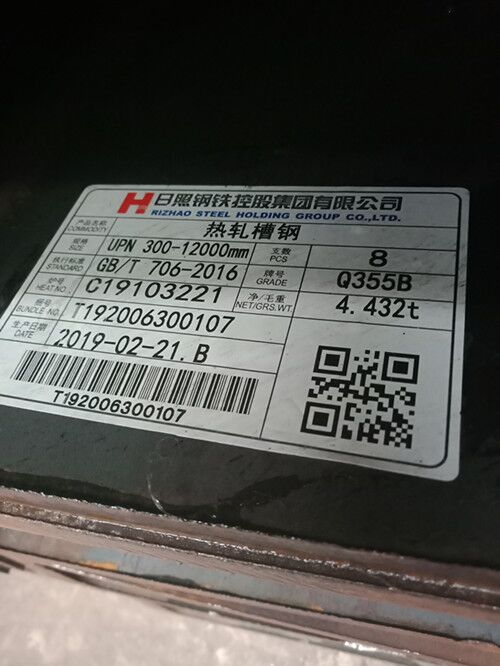 H 日照钢铁控股集团有限公司
RIZHAO STEEL HOLDING GROUP CO.,LTD.
产品名称 COMMODITY 热轧槽钢
规格 SIZE UPN 300-12000mm 支数 PCS 8
执行标准 STANDARD GB/T 706-2016 牌号 GRADE Q355B
炉号 HEAT NO. C19103221 净/毛重 NET/GRS.WT. 4.432t
捆号 BUNDLE NO. T192006300107
生产日期 DATE 2019-02-21.B
T192006300107